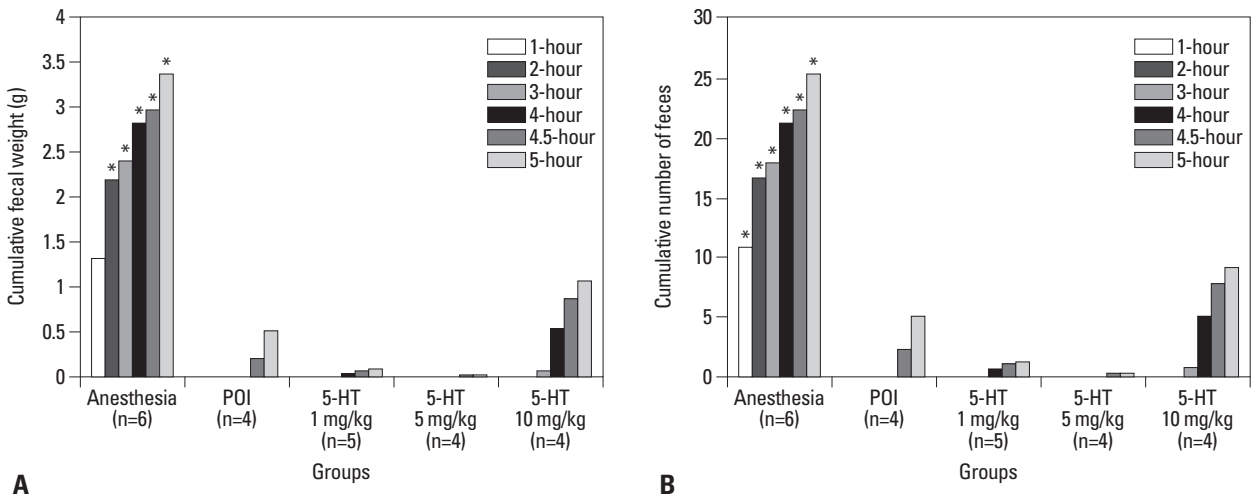 4
3.5
3
2.5
2
1.5
1
0.5
0
Cumulative fecal weight (g)
1-hour
2-hour
3-hour
4-hour
4.5-hour
5-hour
*
*
*
*
*
Anesthesia
(n=6)
POI
(n=4)
5-HT
1 mg/kg
(n=5)
5-HT
5 mg/kg
(n=4)
5-HT
10 mg/kg
(n=4)
Groups
A
30
25
20
15
10
5
0
Cumulative number of feces
1-hour
2-hour
3-hour
4-hour
4.5-hour
5-hour
*
*
*
*
*
*
Anesthesia
(n=6)
POI
(n=4)
5-HT
1 mg/kg
(n=5)
5-HT
5 mg/kg
(n=4)
5-HT
10 mg/kg
(n=4)
Groups
B